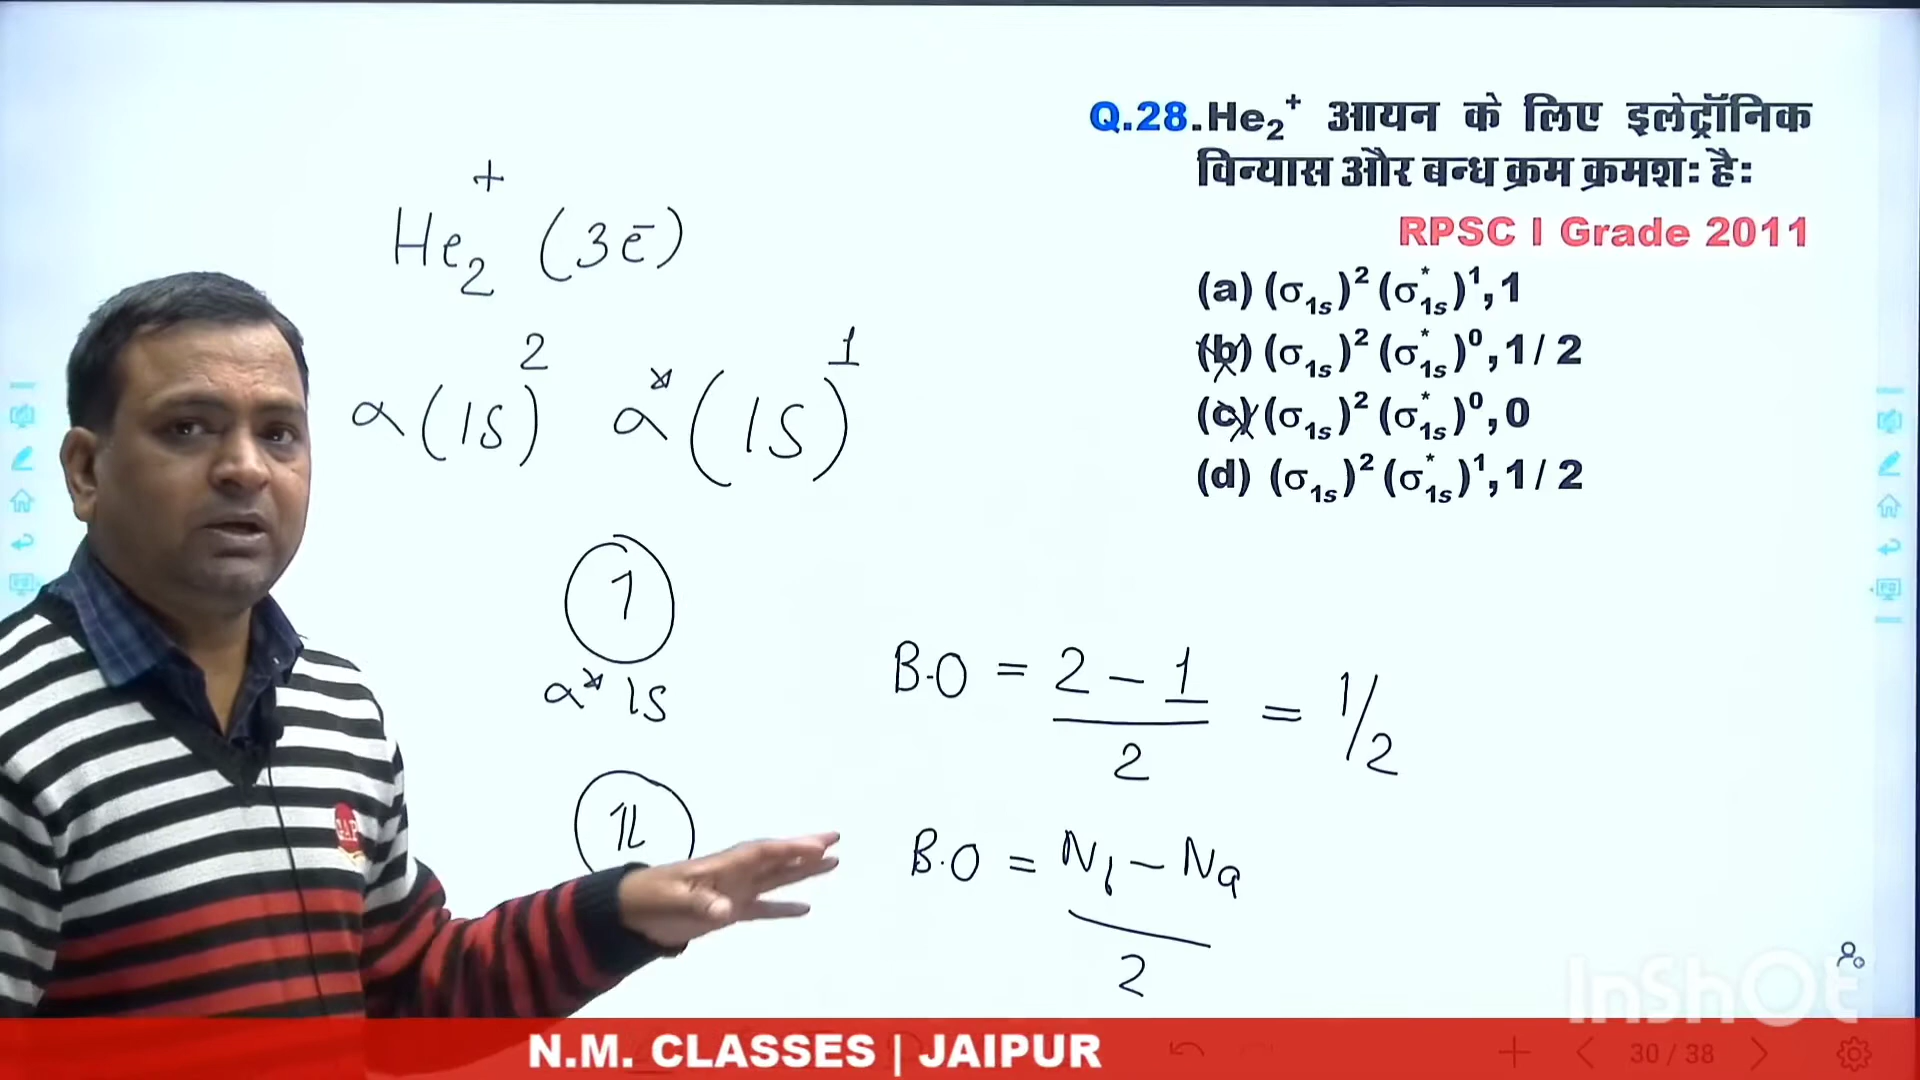 Q.28.He₂⁺ आयन के लिए इलेट्रॉनिक
विन्यास और बन्ध क्रम क्रमशः हैः
RPSC I Grade 2011
(a) (σ₁ₛ)² (σ*₁ₛ)¹, 1
(b) (σ₁ₛ)² (σ*₁ₛ)⁰, 1/2
(c) (σ₁ₛ)² (σ*₁ₛ)⁰, 0
(d) (σ₁ₛ)² (σ*₁ₛ)¹, 1/2
He₂⁺ (3ē)
σ(1S)² σ*(1S)¹
1
σ* 1S
1L
B.O = 2 - 1 / 2 = 1/2
B.O = Nb - Na / 2
InShOt
N.M. CLASSES | JAIPUR
30 / 38